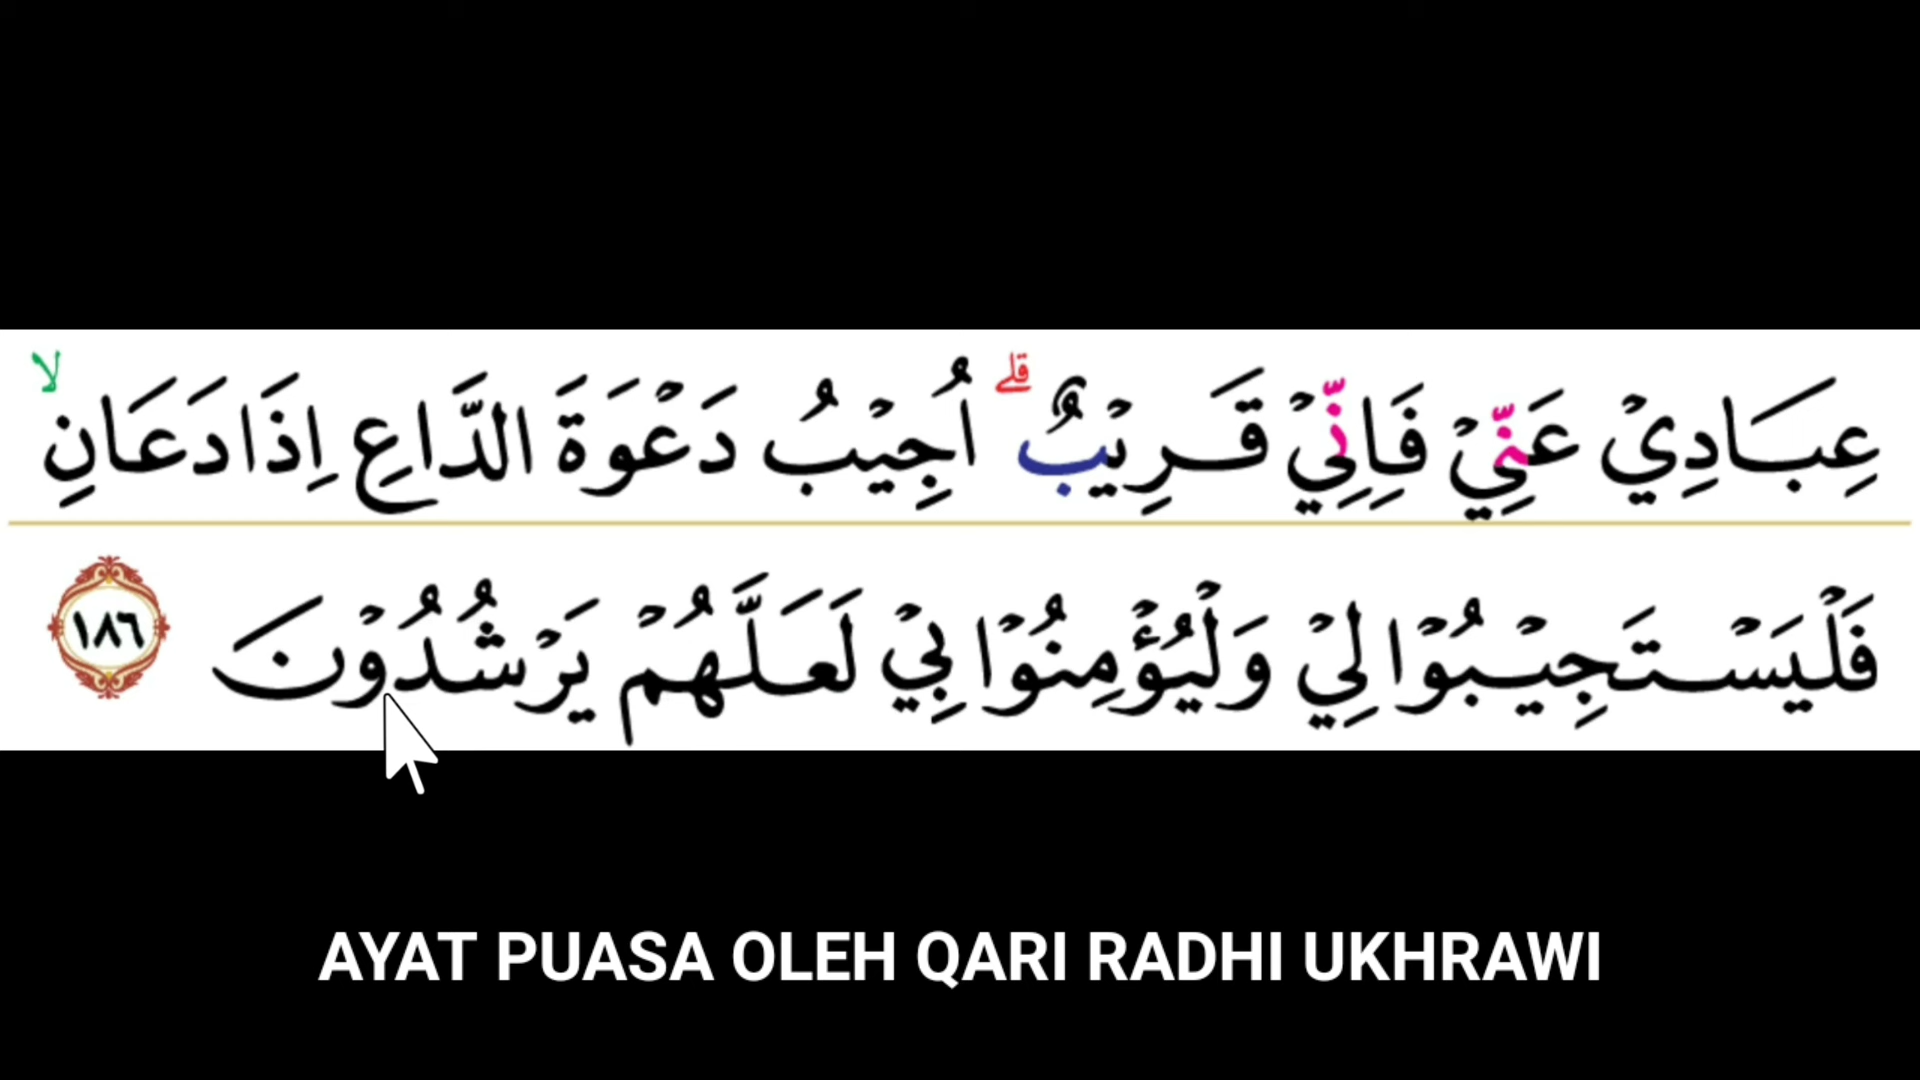 عِبَادِيْ عَنِّيْ فَاِنِّيْ قَرِيْبٌ ۗ اُجِيْبُ دَعْوَةَ الدَّاعِ اِذَا دَعَانِ ۙ
فَلْيَسْتَجِيْبُوْا لِيْ وَلْيُؤْمِنُوْا بِيْ لَعَلَّهُمْ يَرْشُدُوْنَ ١٨٦
AYAT PUASA OLEH QARI RADHI UKHRAWI